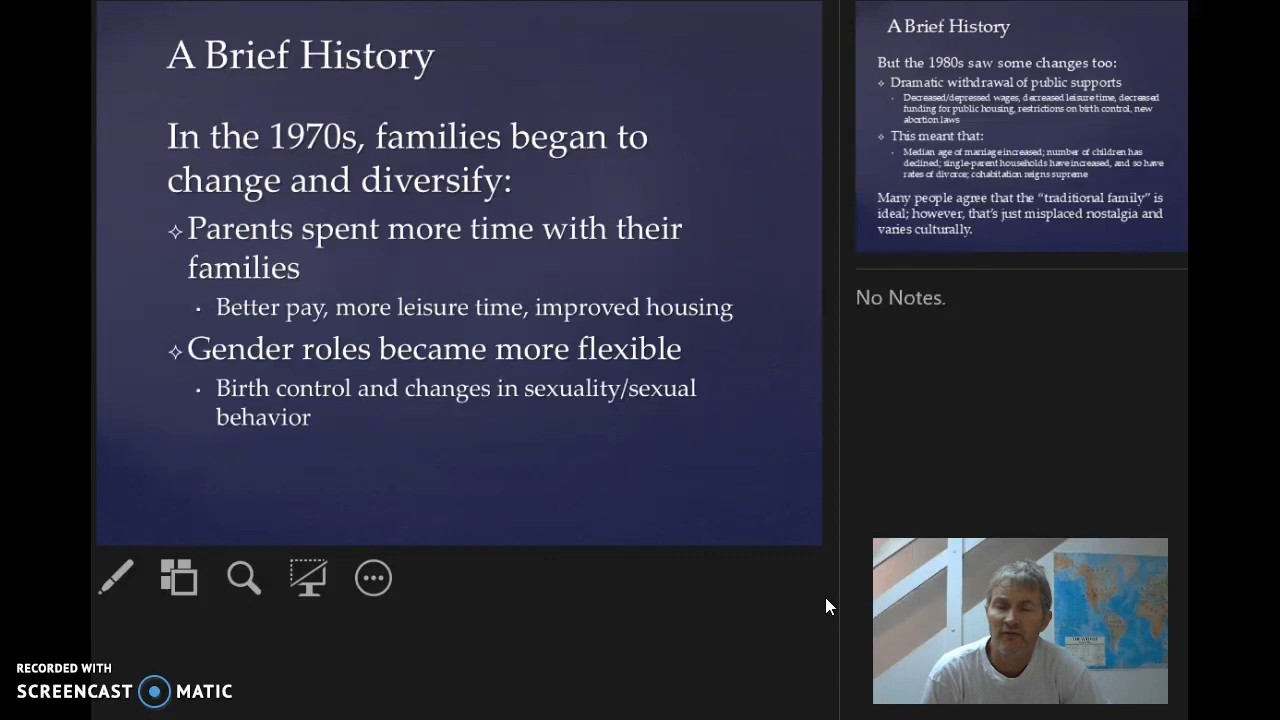 A Brief History
In the 1970s, families began to
change and diversify:
Parents spent more time with their
families
Better pay, more leisure time, improved housing
Gender roles became more flexible
Birth control and changes in sexuality/sexual
behavior
A Brief History
But the 1980s saw some changes too:
Dramatic withdrawal of public supports
Decreased/depressed wages, decreased leisure time, decreased
funding for public housing, restrictions on birth control, new
abortion laws
This meant that:
Median age of marriage increased; number of children has
declined; single-parent households have increased, and so have
rates of divorce; cohabitation reigns supreme
Many people agree that the “traditional family” is
ideal; however, that's just misplaced nostalgia and
varies culturally.
No Notes.
RECORDED WITH
SCREENCAST MATIC